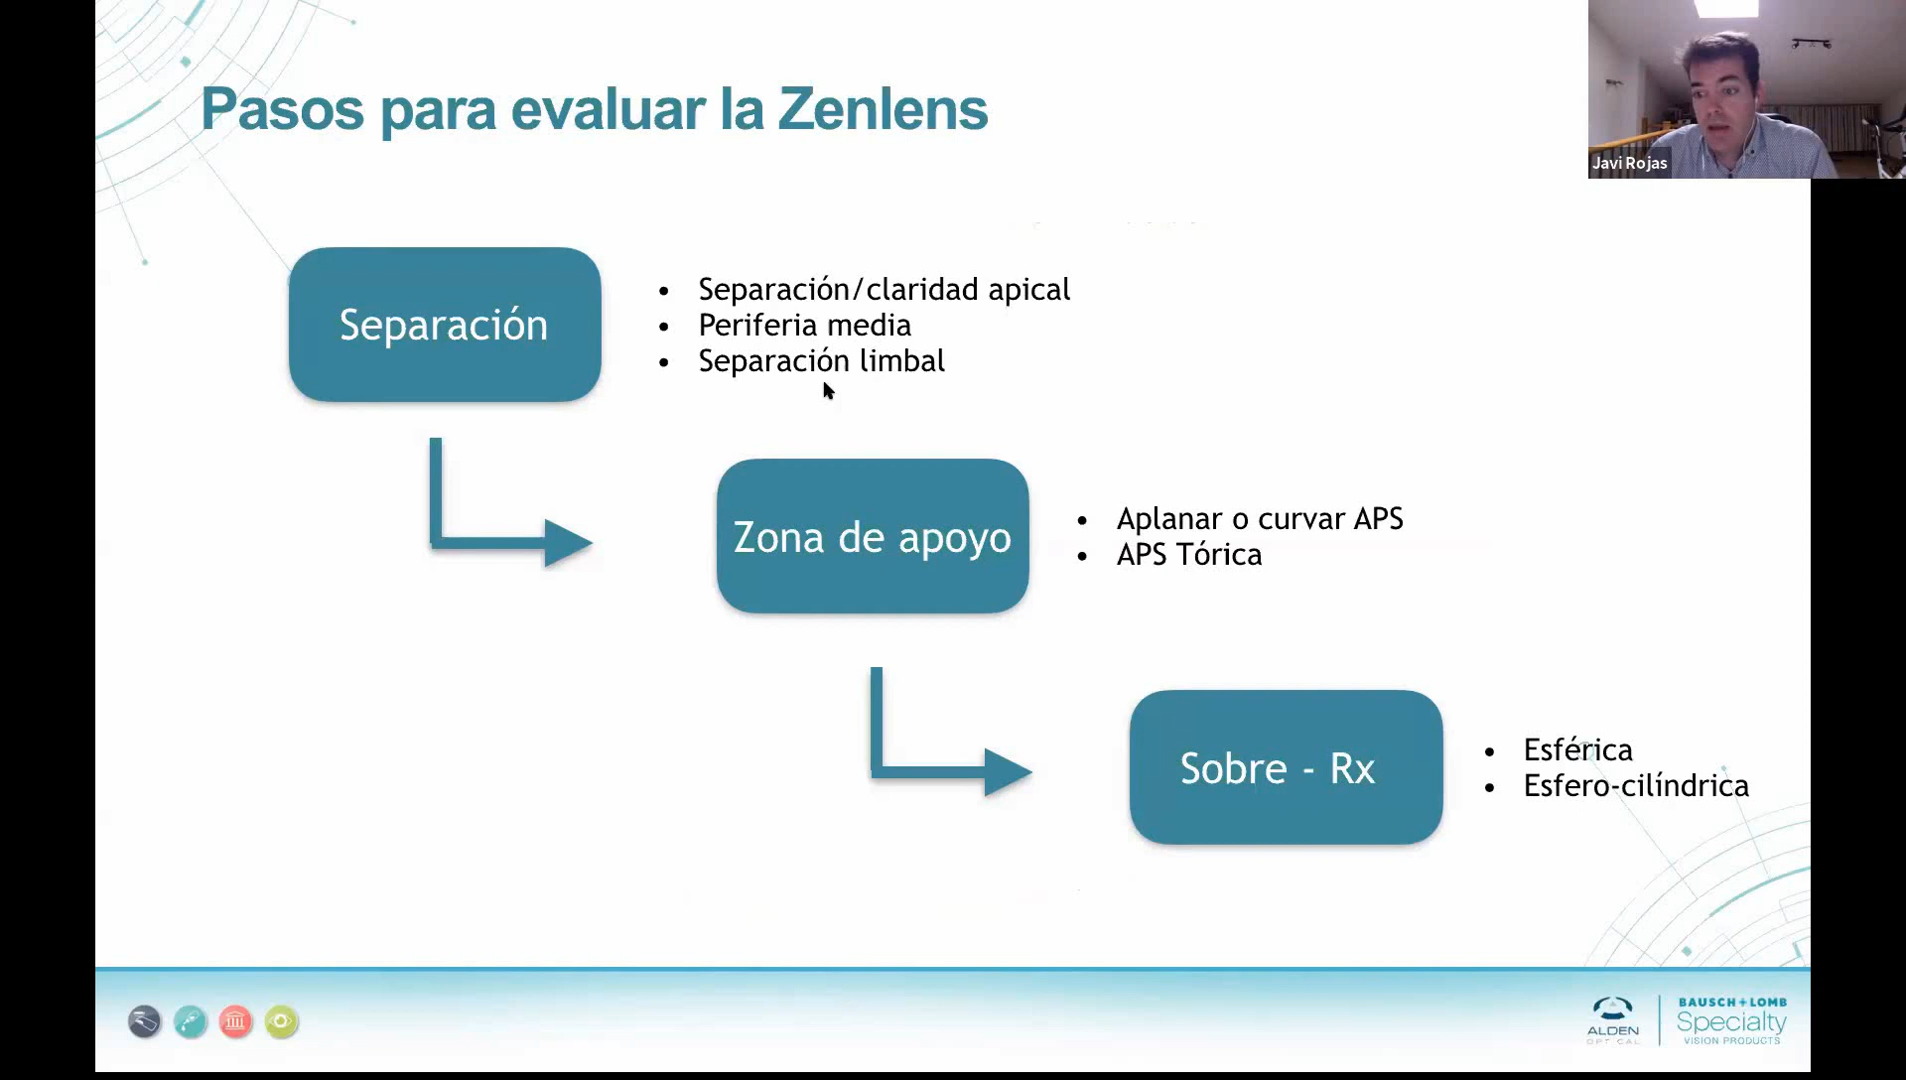 Pasos para evaluar la Zenlens
Javi Rojas
Separación
• Separación/claridad apical
• Periferia media
• Separación limbal
Zona de apoyo
• Aplanar o curvar APS
• APS Tórica
Sobre - Rx
• Esférica
• Esfero-cilíndrica
ALDEN
OPTICAL
BAUSCH + LOMB
Specialty
VISION PRODUCTS